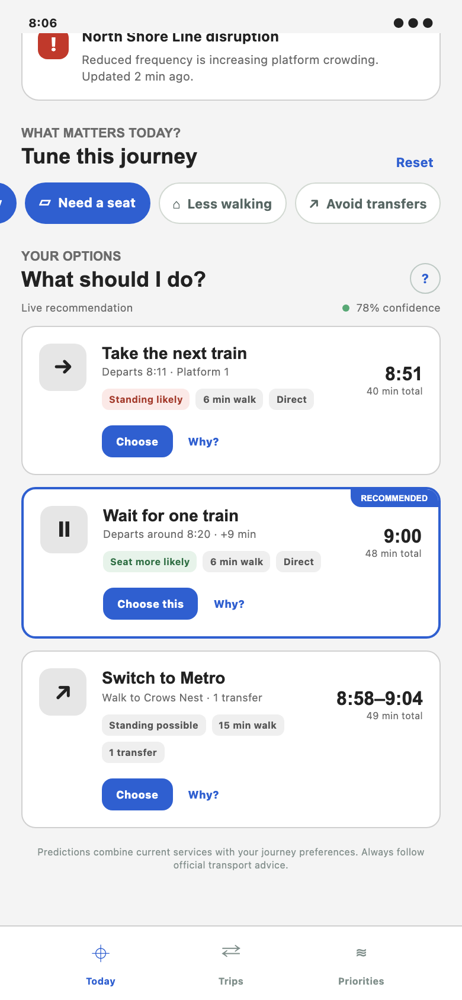 8:06
North Shore Line disruption
!
Reduced frequency is increasing platform crowding.
Updated 2 min ago.
WHAT MATTERS TODAY?
Tune this journey
Reset
Need a seat
Less walking
Avoid transfers
YOUR OPTIONS
What should I do?
?
Live recommendation
78% confidence
Take the next train
Departs 8:11 · Platform 1
8:51
40 min total
Standing likely
6 min walk
Direct
Choose
Why?
RECOMMENDED
Wait for one train
Departs around 8:20 · +9 min
9:00
48 min total
Seat more likely
6 min walk
Direct
Choose this
Why?
Switch to Metro
Walk to Crows Nest · 1 transfer
8:58–9:04
49 min total
Standing possible
15 min walk
1 transfer
Choose
Why?
Predictions combine current services with your journey preferences. Always follow
official transport advice.
Today
Trips
Priorities